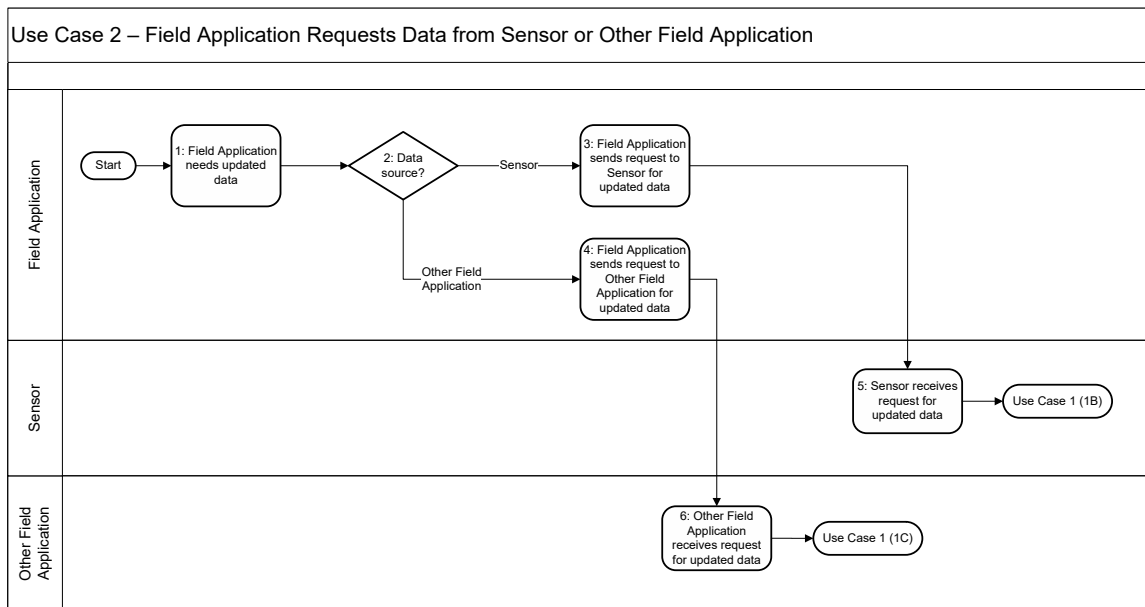 Use Case 2 – Field Application Requests Data from Sensor or Other Field Application
Field Application
Start
1: Field Application
needs updated
data
2: Data
source?
Sensor
3: Field Application
sends request to
Sensor for
updated data
Other Field
Application
4: Field Application
sends request to
Other Field
Application for
updated data
Sensor
5: Sensor receives
request for
updated data
Use Case 1 (1B)
Other Field
Application
6: Other Field
Application
receives request
for updated data
Use Case 1 (1C)